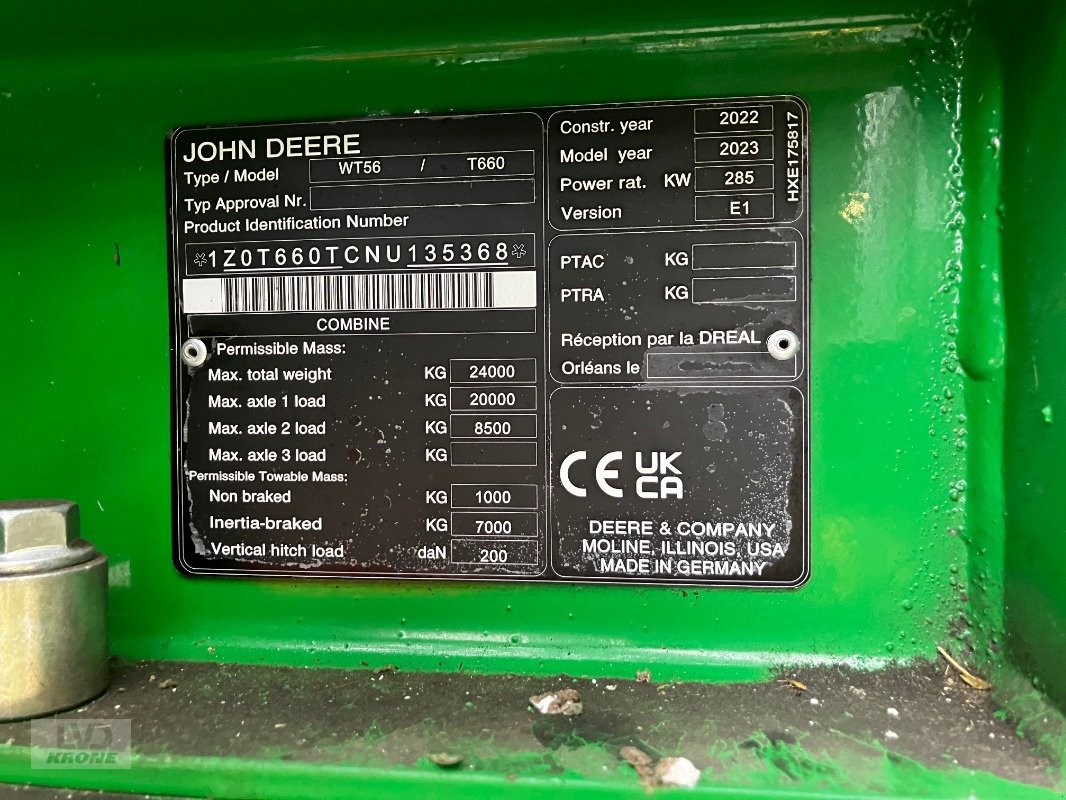 JOHN DEERE
Type / Model WT56 / T660
Typ Approval Nr.
Product Identification Number
*1Z0T660TCNU135368*
COMBINE
Permissible Mass:
Max. total weight KG 24000
Max. axle 1 load KG 20000
Max. axle 2 load KG 8500
Max. axle 3 load KG
Permissible Towable Mass:
Non braked KG 1000
Inertia-braked KG 7000
Vertical hitch load daN 200
Constr. year 2022
Model year 2023
Power rat. KW 285
Version E1
HXE175817
PTAC KG
PTRA KG
Réception par la DREAL
Orléans le
CE UK
CA
DEERE & COMPANY
MOLINE, ILLINOIS, USA
MADE IN GERMANY
LVD
KRONE